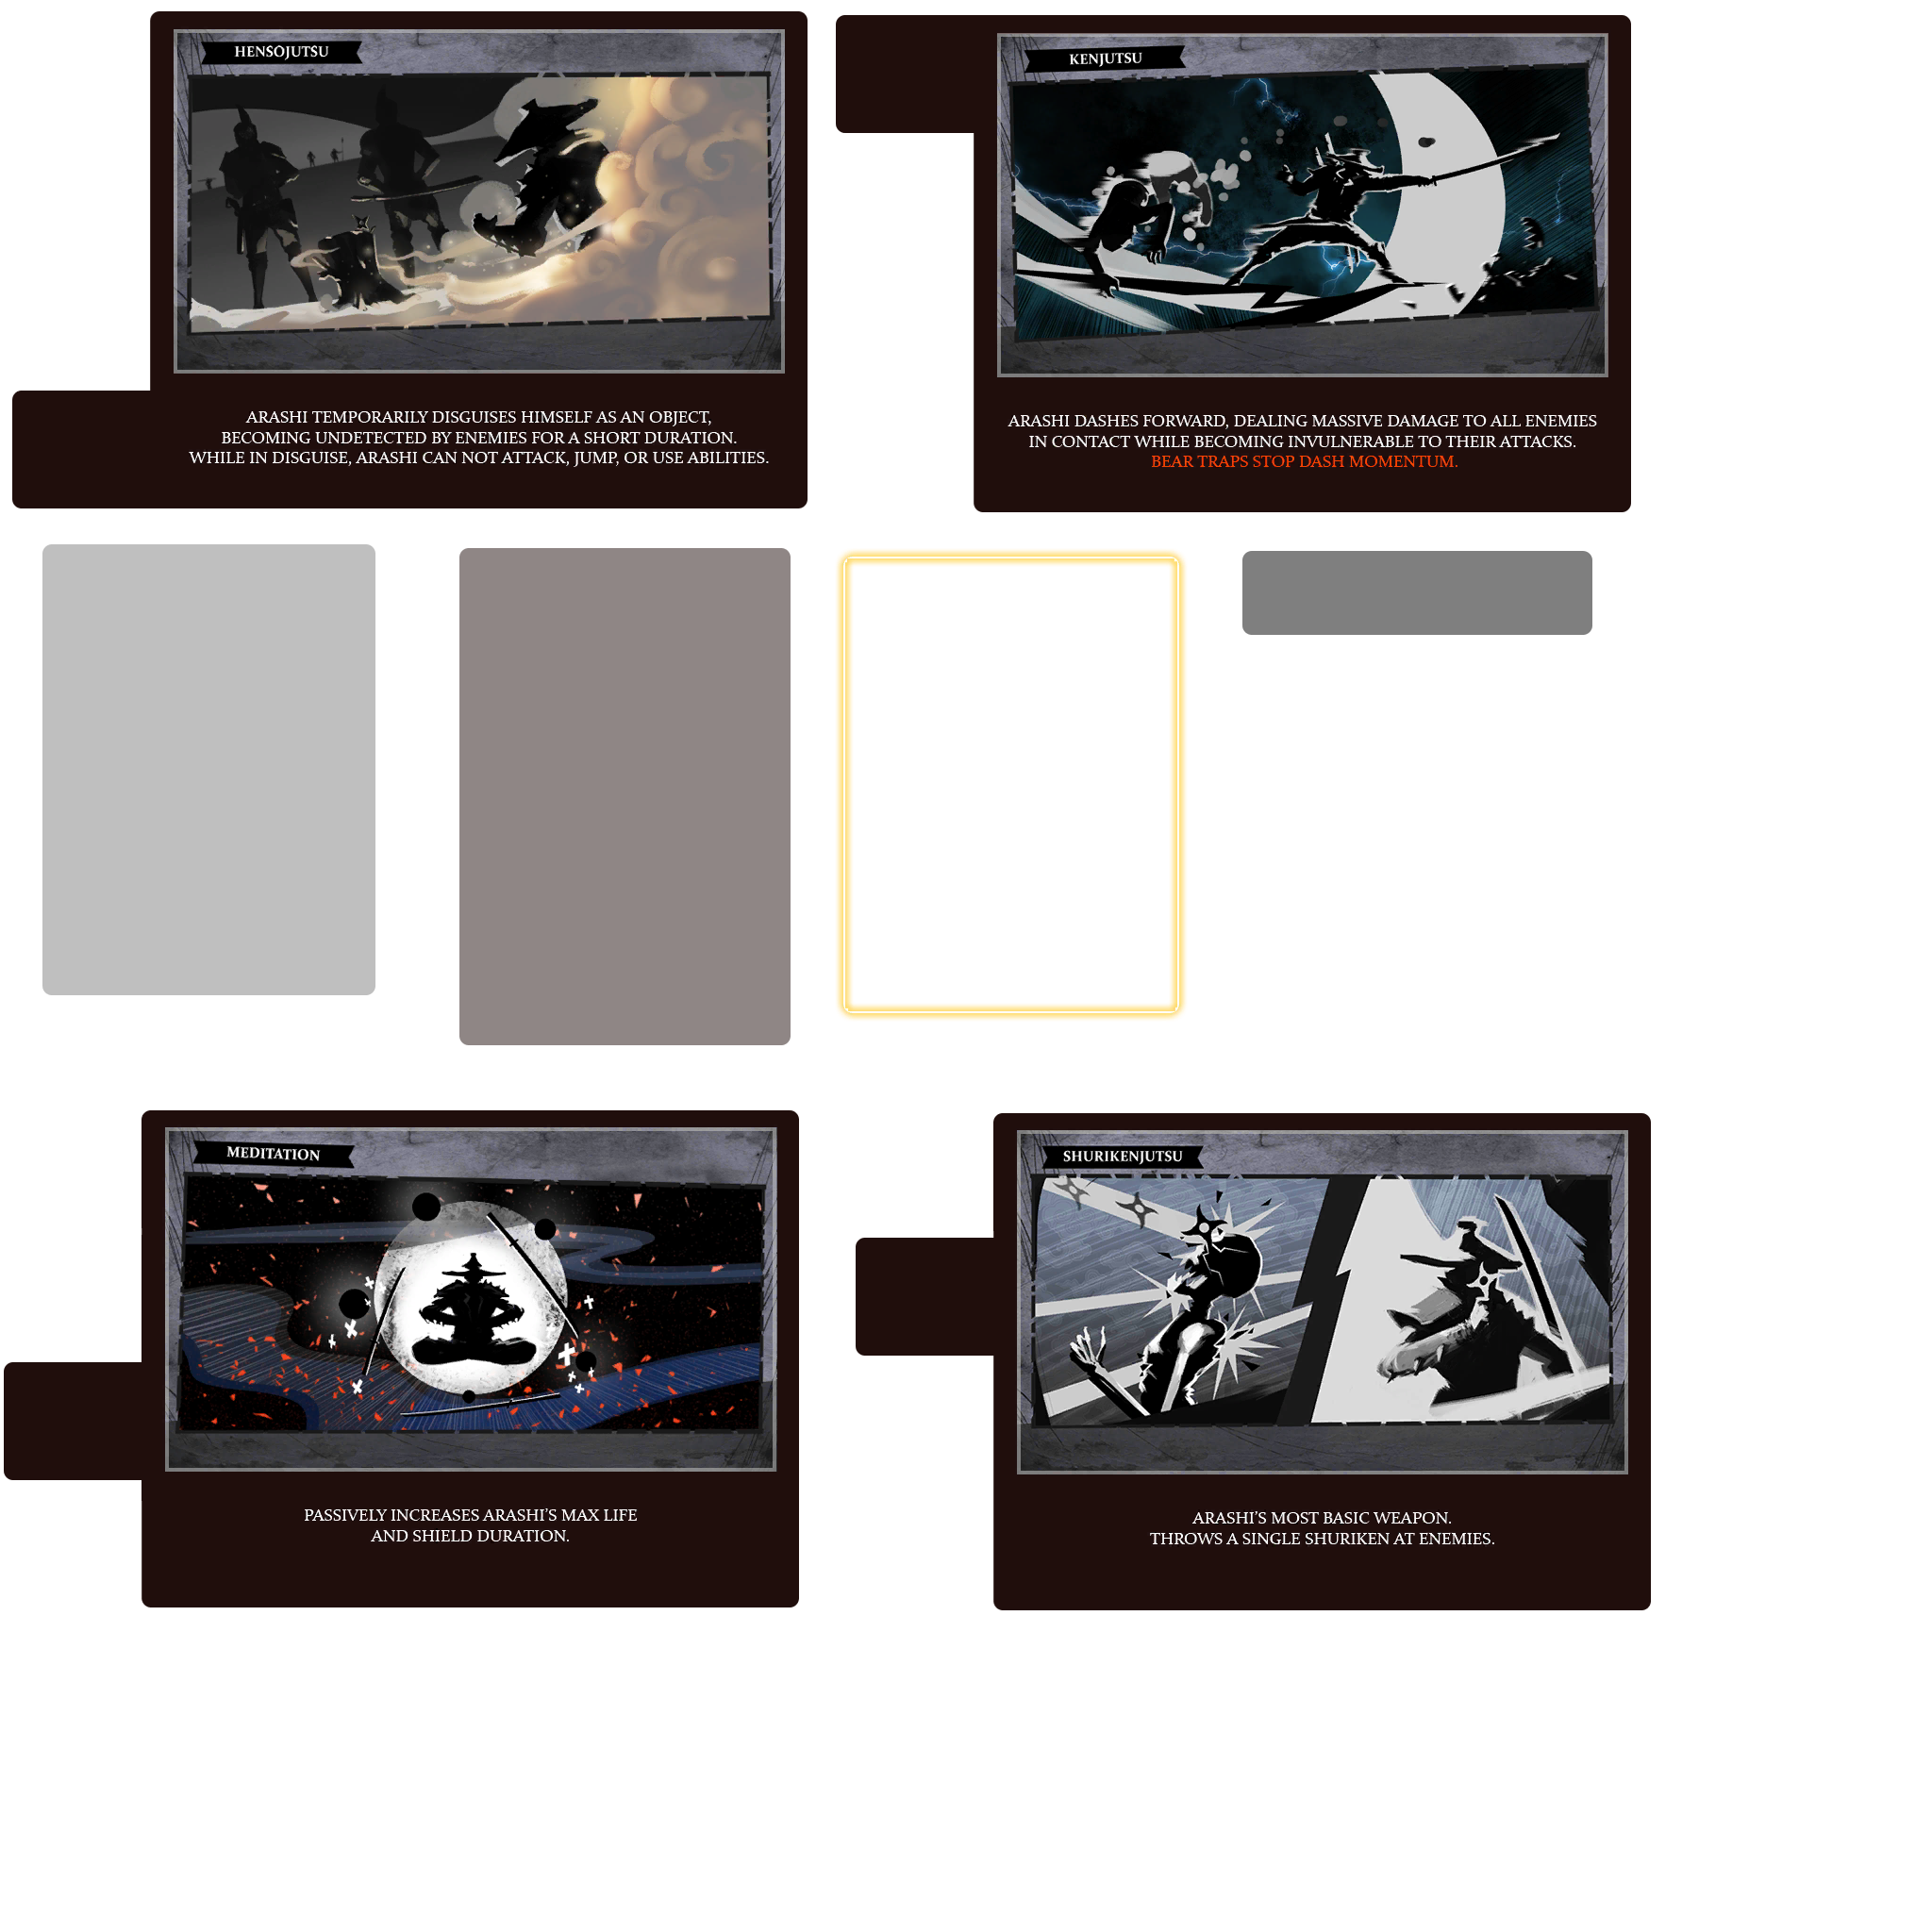 HENSOJUTSU
ARASHI TEMPORARILY DISGUISES HIMSELF AS AN OBJECT,
BECOMING UNDETECTED BY ENEMIES FOR A SHORT DURATION.
WHILE IN DISGUISE, ARASHI CAN NOT ATTACK, JUMP, OR USE ABILITIES.
KENJUTSU
ARASHI DASHES FORWARD, DEALING MASSIVE DAMAGE TO ALL ENEMIES
IN CONTACT WHILE BECOMING INVULNERABLE TO THEIR ATTACKS.
BEAR TRAPS STOP DASH MOMENTUM.
MEDITATION
PASSIVELY INCREASES ARASHI’S MAX LIFE
AND SHIELD DURATION.
SHURIKENJUTSU
ARASHI’S MOST BASIC WEAPON.
THROWS A SINGLE SHURIKEN AT ENEMIES.